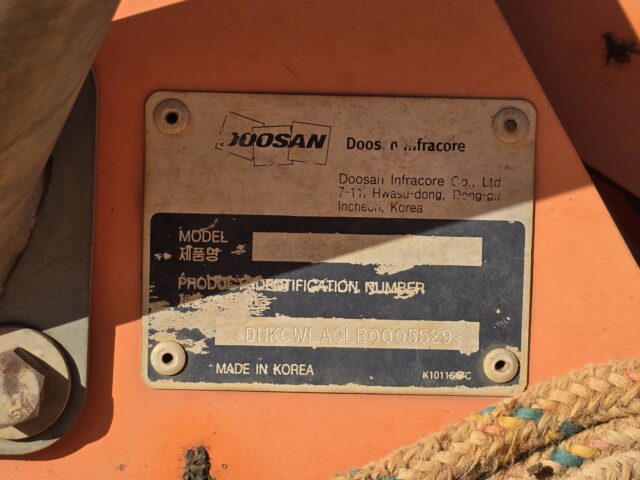 DOOSAN
Doosan Infracore
Doosan Infracore Co., Ltd.
7-11, Hwasu-dong, Dong-gu,
Incheon, Korea
MODEL
제품명
PRODUCT IDENTIFICATION NUMBER
>DHKCWLACLB0005529<
MADE IN KOREA